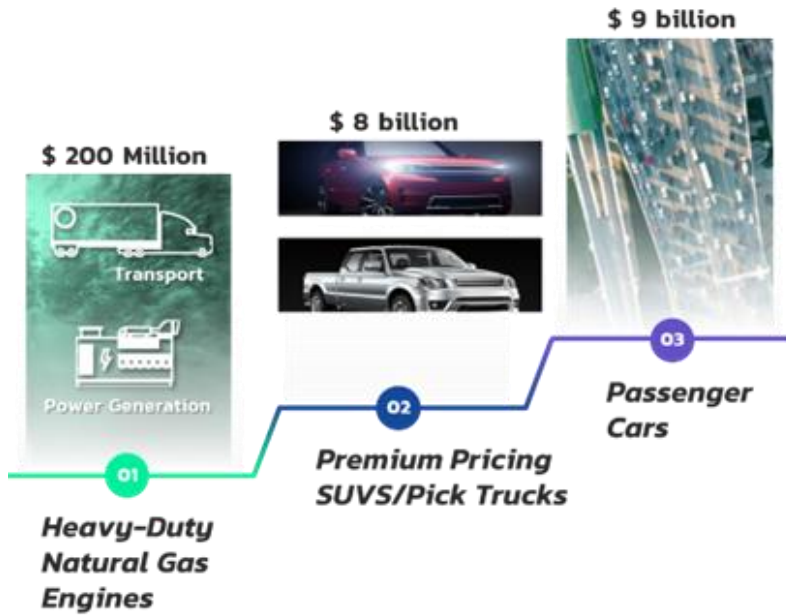 $ 9 billion
$ 8 billion
$ 200 Million
Transport
Power Generation
03
02
01
Passenger
Cars
Premium Pricing
SUVS/Pick Trucks
Heavy-Duty
Natural Gas
Engines